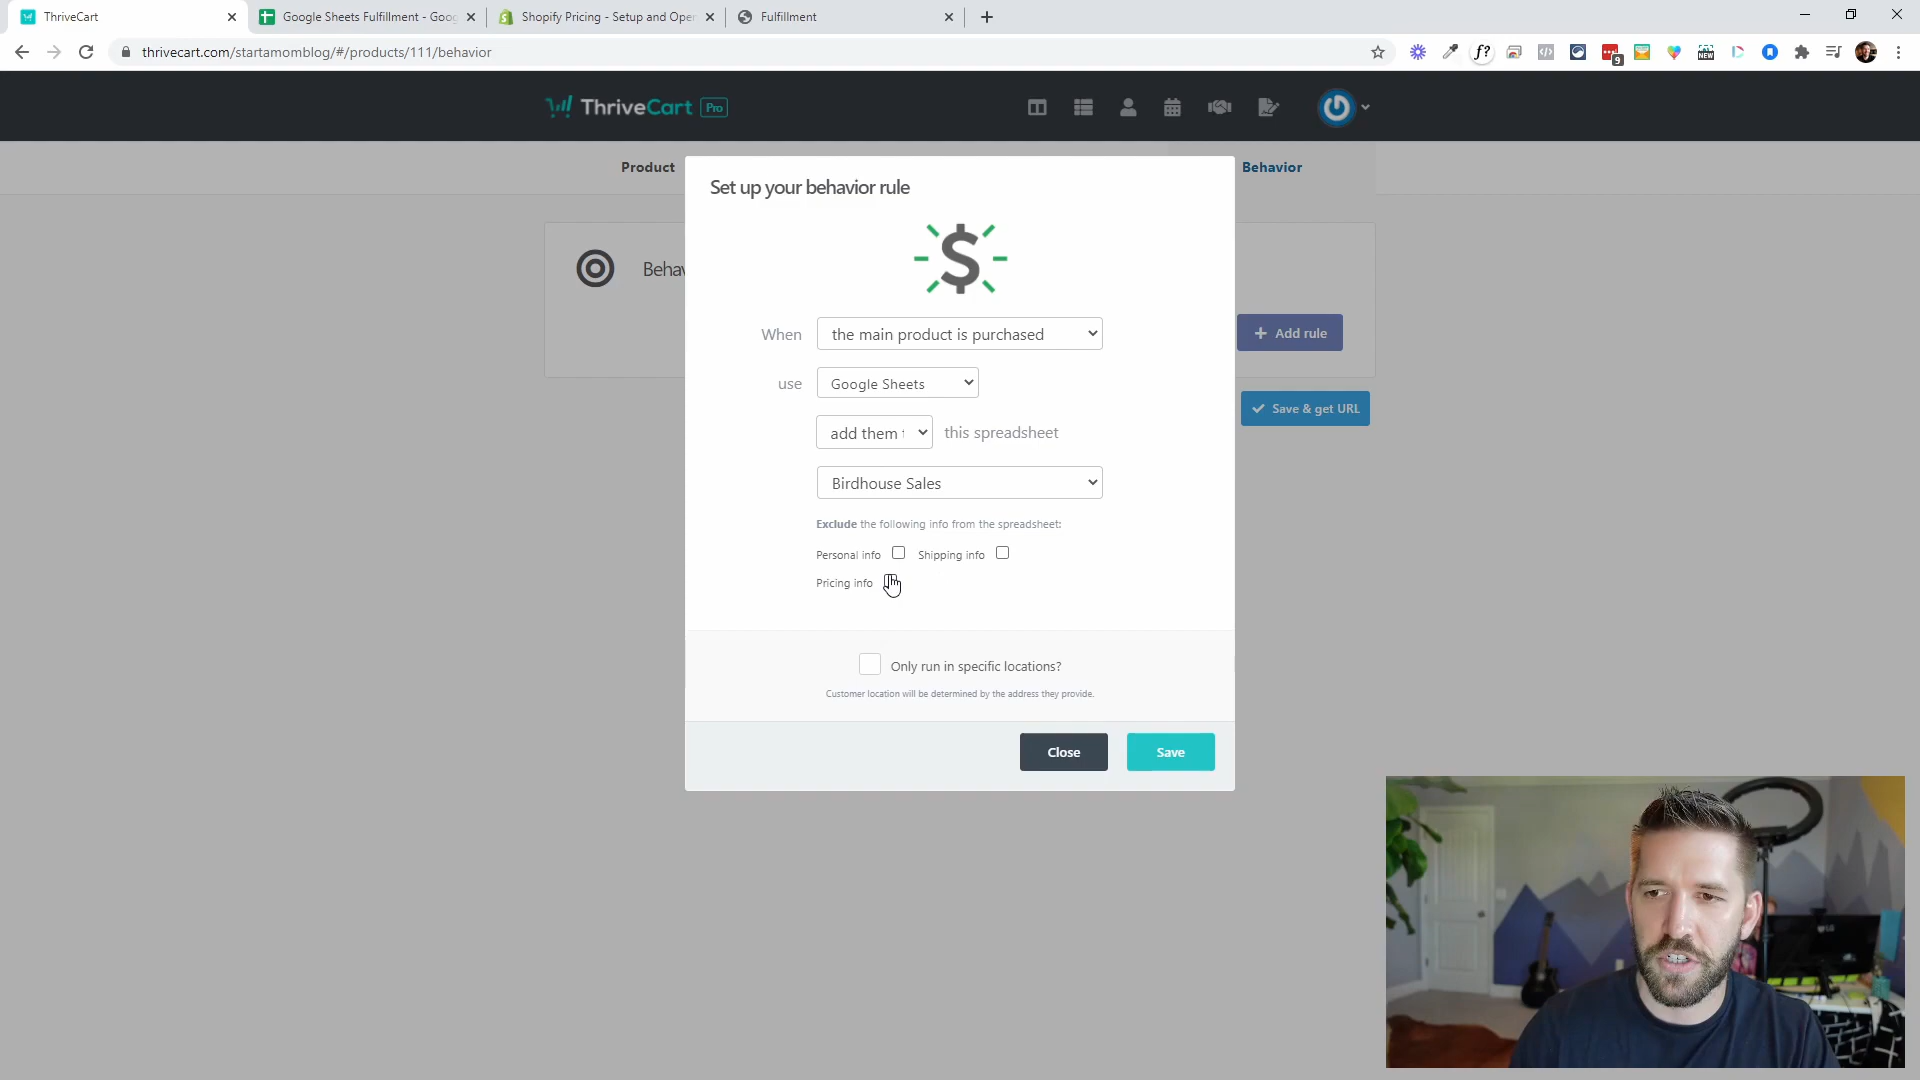 ThriveCart
Google Sheets Fulfillment - Goog
Shopify Pricing - Setup and Oper
Fulfillment
thrivecart.com/startamomblog/#/products/111/behavior
f?
9
NEW
ThriveCart Pro
Product
Behavior
Set up your behavior rule
Behav
$
When the main product is purchased
+ Add rule
use Google Sheets
Save & get URL
add them t this spreadsheet
Birdhouse Sales
Exclude the following info from the spreadsheet:
Personal info Shipping info
Pricing info
Only run in specific locations?
Customer location will be determined by the address they provide.
Close Save
LG